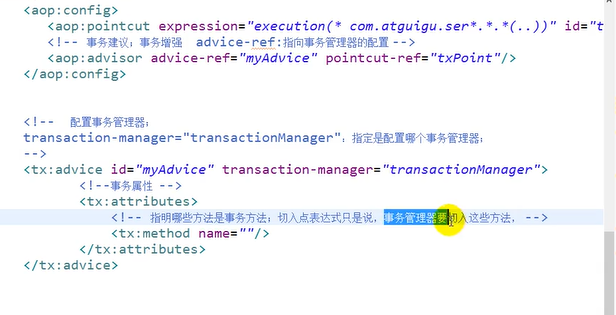 <aop:config>
<aop:pointcut expression="execution(* com.atguigu.ser*.*.*(..))" id="t
<!-- 事务建议；事务增强 advice-ref:指向事务管理器的配置 -->
<aop:advisor advice-ref="myAdvice" pointcut-ref="txPoint"/>
</aop:config>
<!-- 配置事务管理器；
transaction-manager="transactionManager"：指定是配置哪个事务管理器；
-->
<tx:advice id="myAdvice" transaction-manager="transactionManager">
<!--事务属性 -->
<tx:attributes>
<!-- 指明哪些方法是事务方法；切入点表达式只是说，事务管理器要切入这些方法， -->
<tx:method name=""/>
</tx:attributes>
</tx:advice>